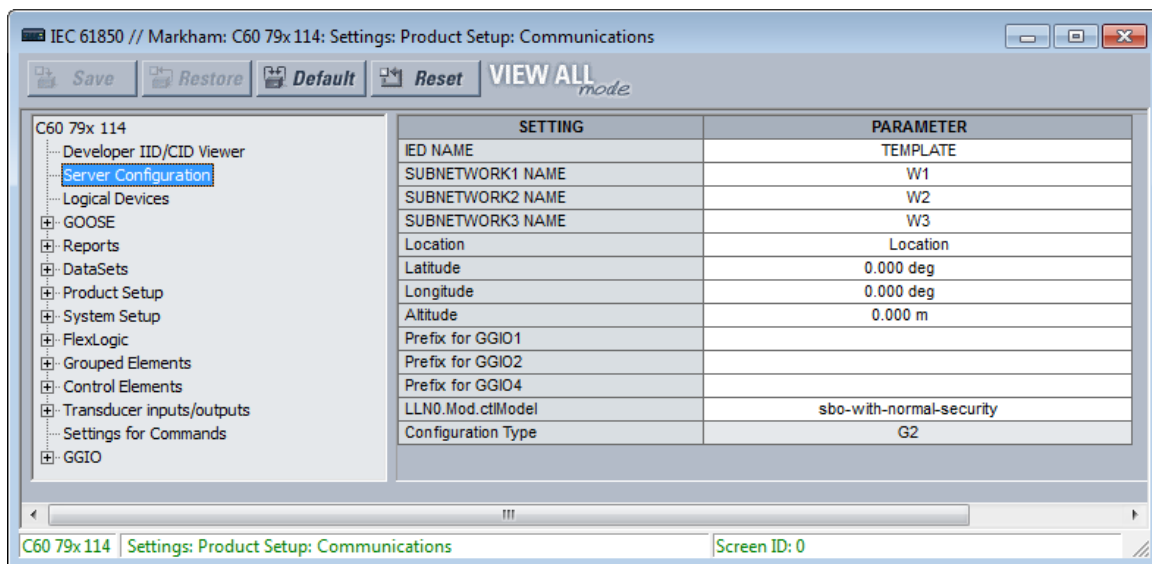 IEC 61850 // Markham: C60 79x 114: Settings: Product Setup: Communications
Save Restore Default Reset VIEW ALL mode
C60 79x 114
Developer IID/CID Viewer
Server Configuration
Logical Devices
GOOSE
Reports
DataSets
Product Setup
System Setup
FlexLogic
Grouped Elements
Control Elements
Transducer inputs/outputs
Settings for Commands
GGIO
SETTING PARAMETER
IED NAME TEMPLATE
SUBNETWORK1 NAME W1
SUBNETWORK2 NAME W2
SUBNETWORK3 NAME W3
Location Location
Latitude 0.000 deg
Longitude 0.000 deg
Altitude 0.000 m
Prefix for GGIO1
Prefix for GGIO2
Prefix for GGIO4
LLN0.Mod.ctlModel sbo-with-normal-security
Configuration Type G2
C60 79x 114 Settings: Product Setup: Communications Screen ID: 0